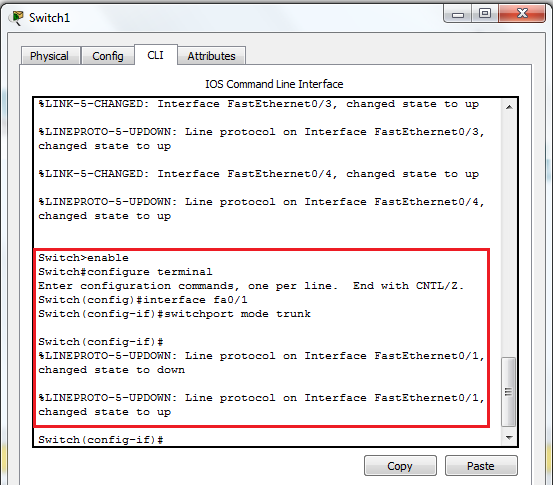 Switch1
Physical Config CLI Attributes
IOS Command Line Interface
%LINK-5-CHANGED: Interface FastEthernet0/3, changed state to up
%LINEPROTO-5-UPDOWN: Line protocol on Interface FastEthernet0/3,
changed state to up
%LINK-5-CHANGED: Interface FastEthernet0/4, changed state to up
%LINEPROTO-5-UPDOWN: Line protocol on Interface FastEthernet0/4,
changed state to up
Switch>enable
Switch#configure terminal
Enter configuration commands, one per line.  End with CNTL/Z.
Switch(config)#interface fa0/1
Switch(config-if)#switchport mode trunk
Switch(config-if)#
%LINEPROTO-5-UPDOWN: Line protocol on Interface FastEthernet0/1,
changed state to down
%LINEPROTO-5-UPDOWN: Line protocol on Interface FastEthernet0/1,
changed state to up
Switch(config-if)#
Copy Paste